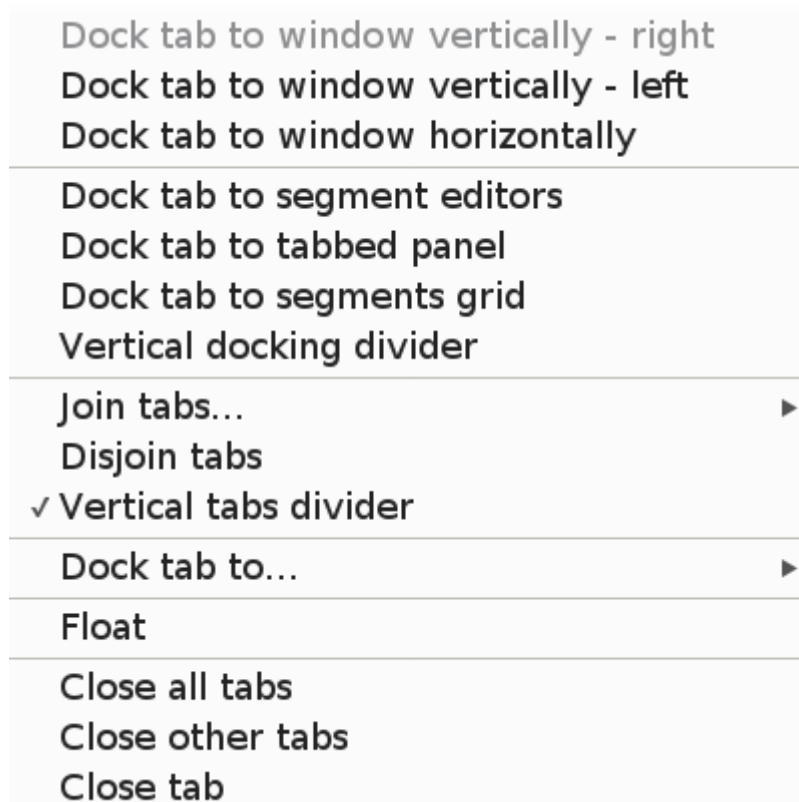 Dock tab to window vertically - right
Dock tab to window vertically - left
Dock tab to window horizontally
Dock tab to segment editors
Dock tab to tabbed panel
Dock tab to segments grid
Vertical docking divider
Join tabs...
Disjoin tabs
✓ Vertical tabs divider
Dock tab to...
Float
Close all tabs
Close other tabs
Close tab